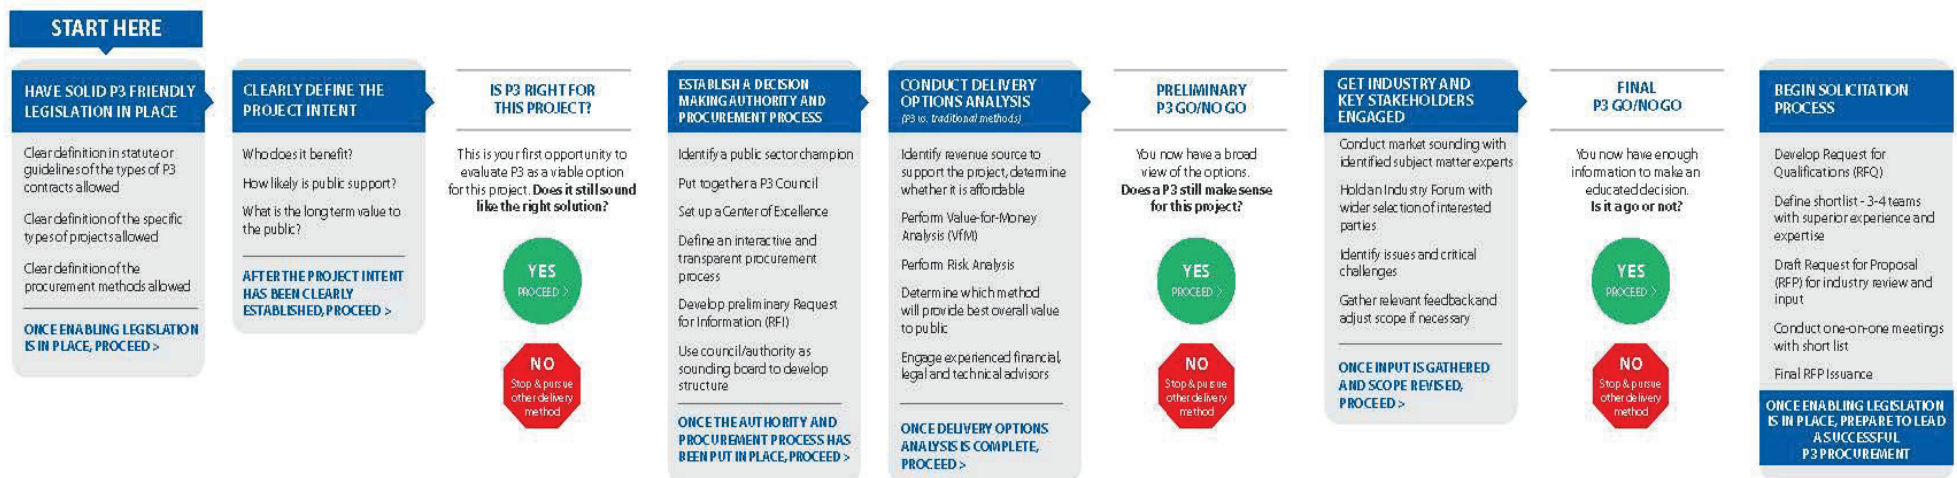 START HERE
HAVE SOLID P3 FRIENDLY
LEGISLATION IN PLACE
Clear definition in statute or
guidelines of the types of P3
contracts allowed
Clear definition of the specific
types of projects allowed
Clear definition of the
procurement methods allowed
ONCE ENABLING LEGISLATION
IS IN PLACE, PROCEED >
CLEARLY DEFINE THE
PROJECT INTENT
Who does it benefit?
How likely is public support?
What is the long term value to
the public?
AFTER THE PROJECT INTENT
HAS BEEN CLEARLY
ESTABLISHED, PROCEED >
IS P3 RIGHT FOR
THIS PROJECT?
This is your first opportunity to
evaluate P3 as a viable option
for this project. Does it still sound
like the right solution?
YES
PROCEED >
NO
Stop & pursue
other delivery
method
ESTABLISH A DECISION
MAKING AUTHORITY AND
PROCUREMENT PROCESS
Identify a public sector champion
Put together a P3 Council
Set up a Center of Excellence
Define an interactive and
transparent procurement
process
Develop preliminary Request
for Information (RFI)
Use council/authority as
sounding board to develop
structure
ONCE THE AUTHORITY AND
PROCUREMENT PROCESS HAS
BEEN PUT IN PLACE, PROCEED >
CONDUCT DELIVERY
OPTIONS ANALYSIS
(P3 vs. traditional methods)
Identify revenue source to
support the project, determine
whether it is affordable
Perform Value-for-Money
Analysis (VfM)
Perform Risk Analysis
Determine which method
will provide best overall value
to public
Engage experienced financial,
legal and technical advisors
ONCE DELIVERY OPTIONS
ANALYSIS IS COMPLETE,
PROCEED >
PRELIMINARY
P3 GO/NO GO
You now have a broad
view of the options.
Does a P3 still make sense
for this project?
YES
PROCEED >
NO
Stop & pursue
other delivery
method
GET INDUSTRY AND
KEY STAKEHOLDERS
ENGAGED
Conduct market sounding with
identified subject matter experts
Hold an Industry Forum with
wider selection of interested
parties
Identify issues and critical
challenges
Gather relevant feedback and
adjust scope if necessary
ONCE INPUT IS GATHERED
AND SCOPE REVISED,
PROCEED >
FINAL
P3 GO/NO GO
You now have enough
information to make an
educated decision.
Is it a go or not?
YES
PROCEED >
NO
Stop & pursue
other delivery
method
BEGIN SOLICITATION
PROCESS
Develop Request for
Qualifications (RFQ)
Define shortlist - 3-4 teams
with superior experience and
expertise
Draft Request for Proposal
(RFP) for industry review and
input
Conduct one-on-one meetings
with short list
Final RFP Issuance
ONCE ENABLING LEGISLATION
IS IN PLACE, PREPARE TO LEAD
A SUCCESSFUL
P3 PROCUREMENT